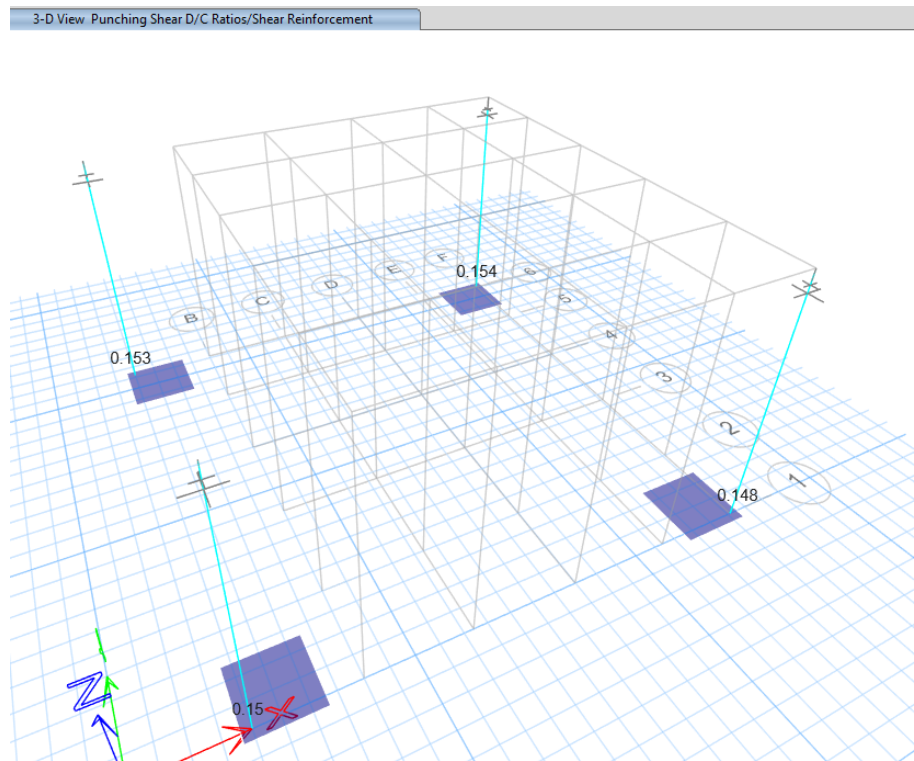 3-D View Punching Shear D/C Ratios/Shear Reinforcement
B
C
D
E
F
6
5
4
3
2
1
0.154
0.153
0.148
0.15
Z
X